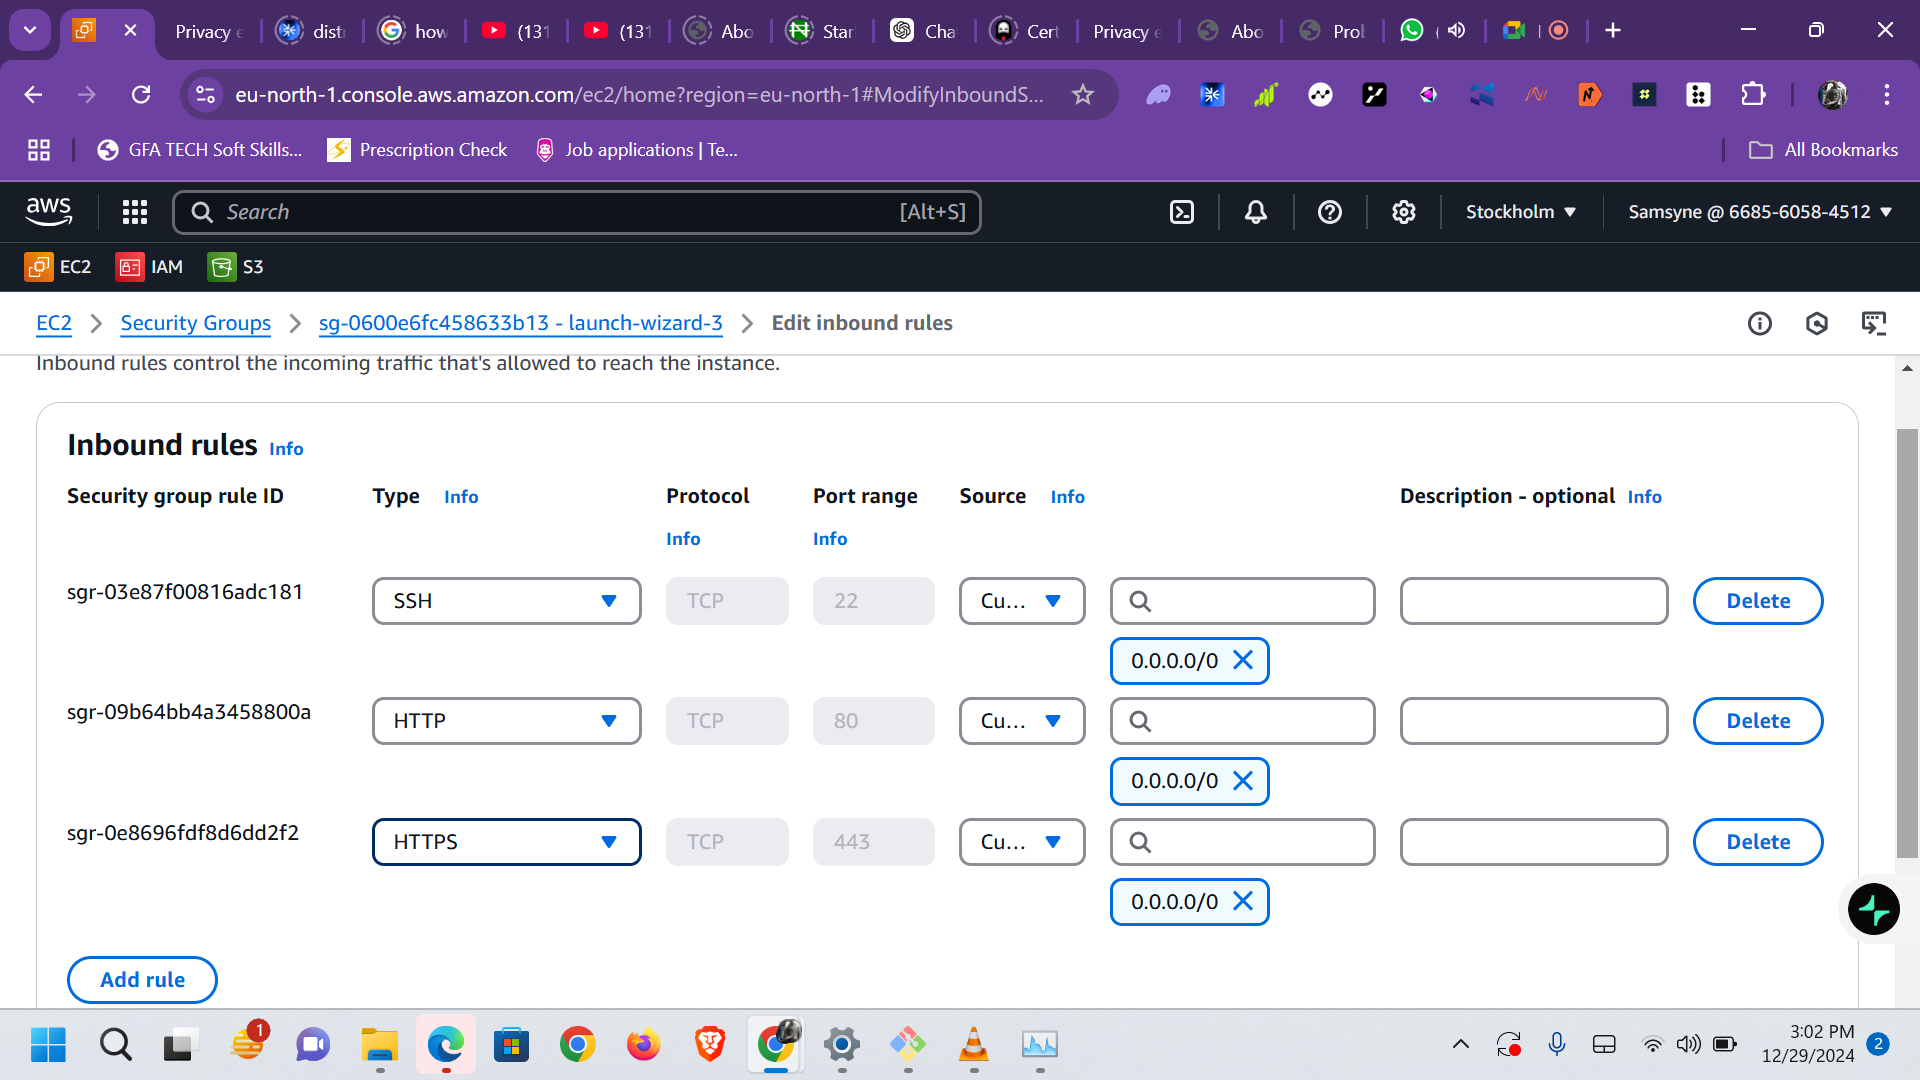 Privacy e
dist
how
(131
(131
Abo
Star
Cha
Cert
Privacy e
Abo
Prol
(
eu-north-1.console.aws.amazon.com/ec2/home?region=eu-north-1#ModifyInboundS...
GFA TECH Soft Skills...
Prescription Check
Job applications | Te...
All Bookmarks
aws
Search
[Alt+S]
Stockholm
Samsyne @ 6685-6058-4512
EC2
IAM
S3
EC2 > Security Groups > sg-0600e6fc458633b13 - launch-wizard-3 > Edit inbound rules
Inbound rules control the incoming traffic that's allowed to reach the instance.
Inbound rules Info
Security group rule ID
Type Info
Protocol
Info
Port range
Info
Source Info
Description - optional Info
sgr-03e87f00816adc181
SSH
TCP
22
Cu...
Delete
0.0.0.0/0
sgr-09b64bb4a3458800a
HTTP
TCP
80
Cu...
Delete
0.0.0.0/0
sgr-0e8696fdf8d6dd2f2
HTTPS
TCP
443
Cu...
Delete
0.0.0.0/0
Add rule
1
3:02 PM
12/29/2024
2